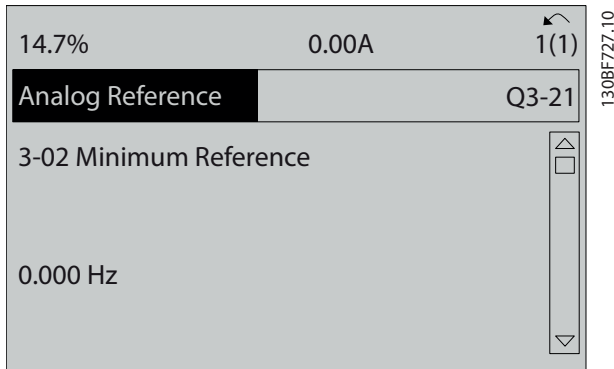 14.7% 0.00A 1(1)
Analog Reference Q3-21
3-02 Minimum Reference
0.000 Hz
130BF727.10